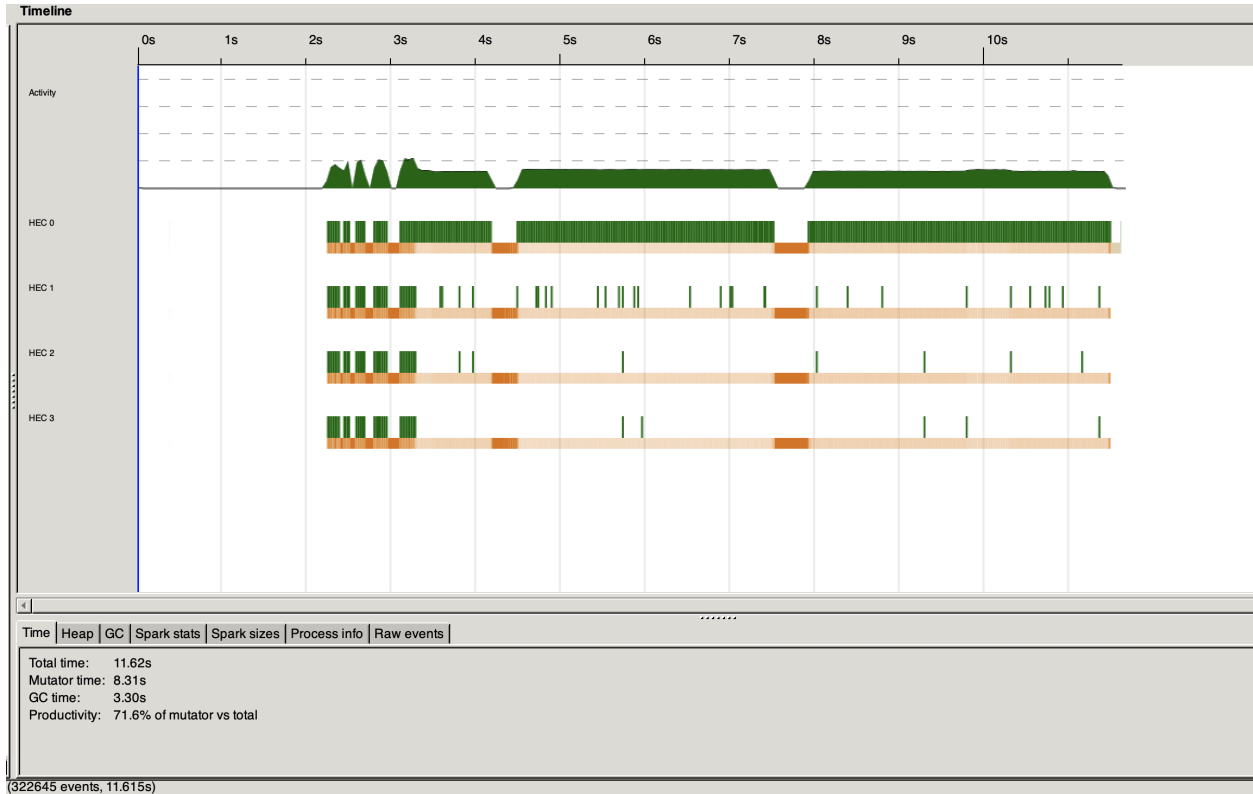 Timeline
0s 1s 2s 3s 4s 5s 6s 7s 8s 9s 10s
Activity
HEC 0
HEC 1
HEC 2
HEC 3
Time Heap GC Spark stats Spark sizes Process info Raw events
Total time: 11.62s
Mutator time: 8.31s
GC time: 3.30s
Productivity: 71.6% of mutator vs total
(322645 events, 11.615s)